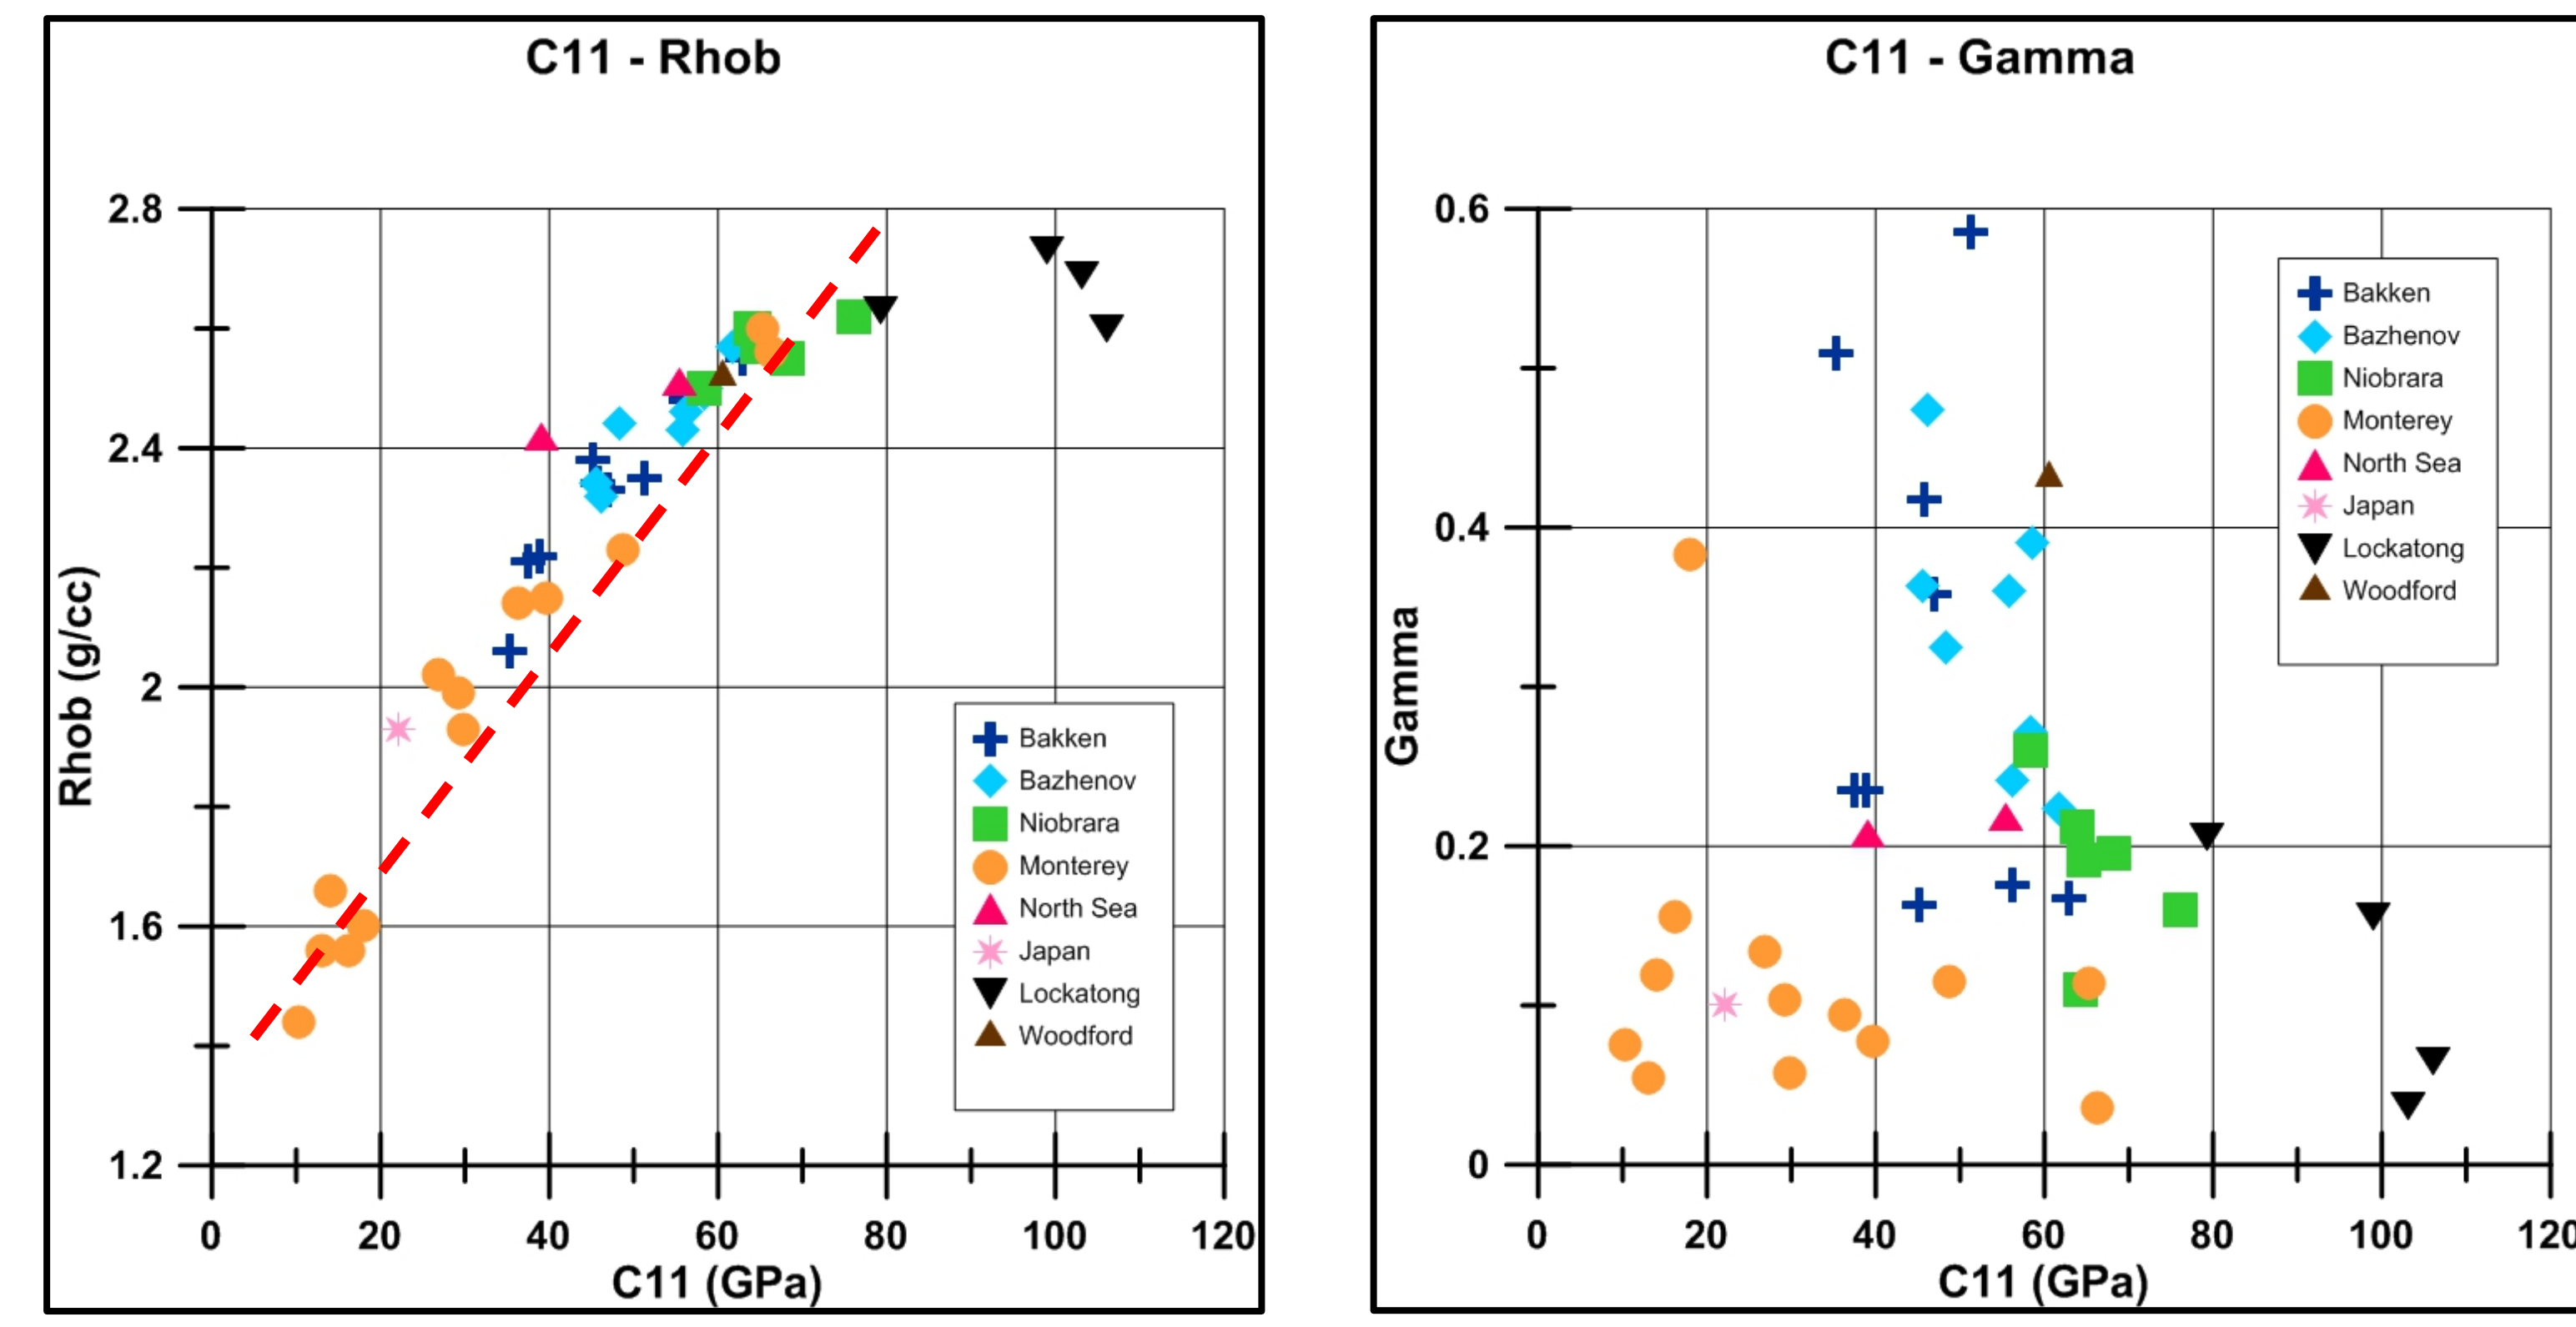 C11 - Rhob
2.8
2.4
2
1.6
1.2
Rhob (g/cc)
Bakken
Bazhenov
Niobrara
Monterey
North Sea
Japan
Lockatong
Woodford
0 20 40 60 80 100 120
C11 (GPa)
C11 - Gamma
0.6
0.4
0.2
0
Gamma
Bakken
Bazhenov
Niobrara
Monterey
North Sea
Japan
Lockatong
Woodford
0 20 40 60 80 100 120
C11 (GPa)